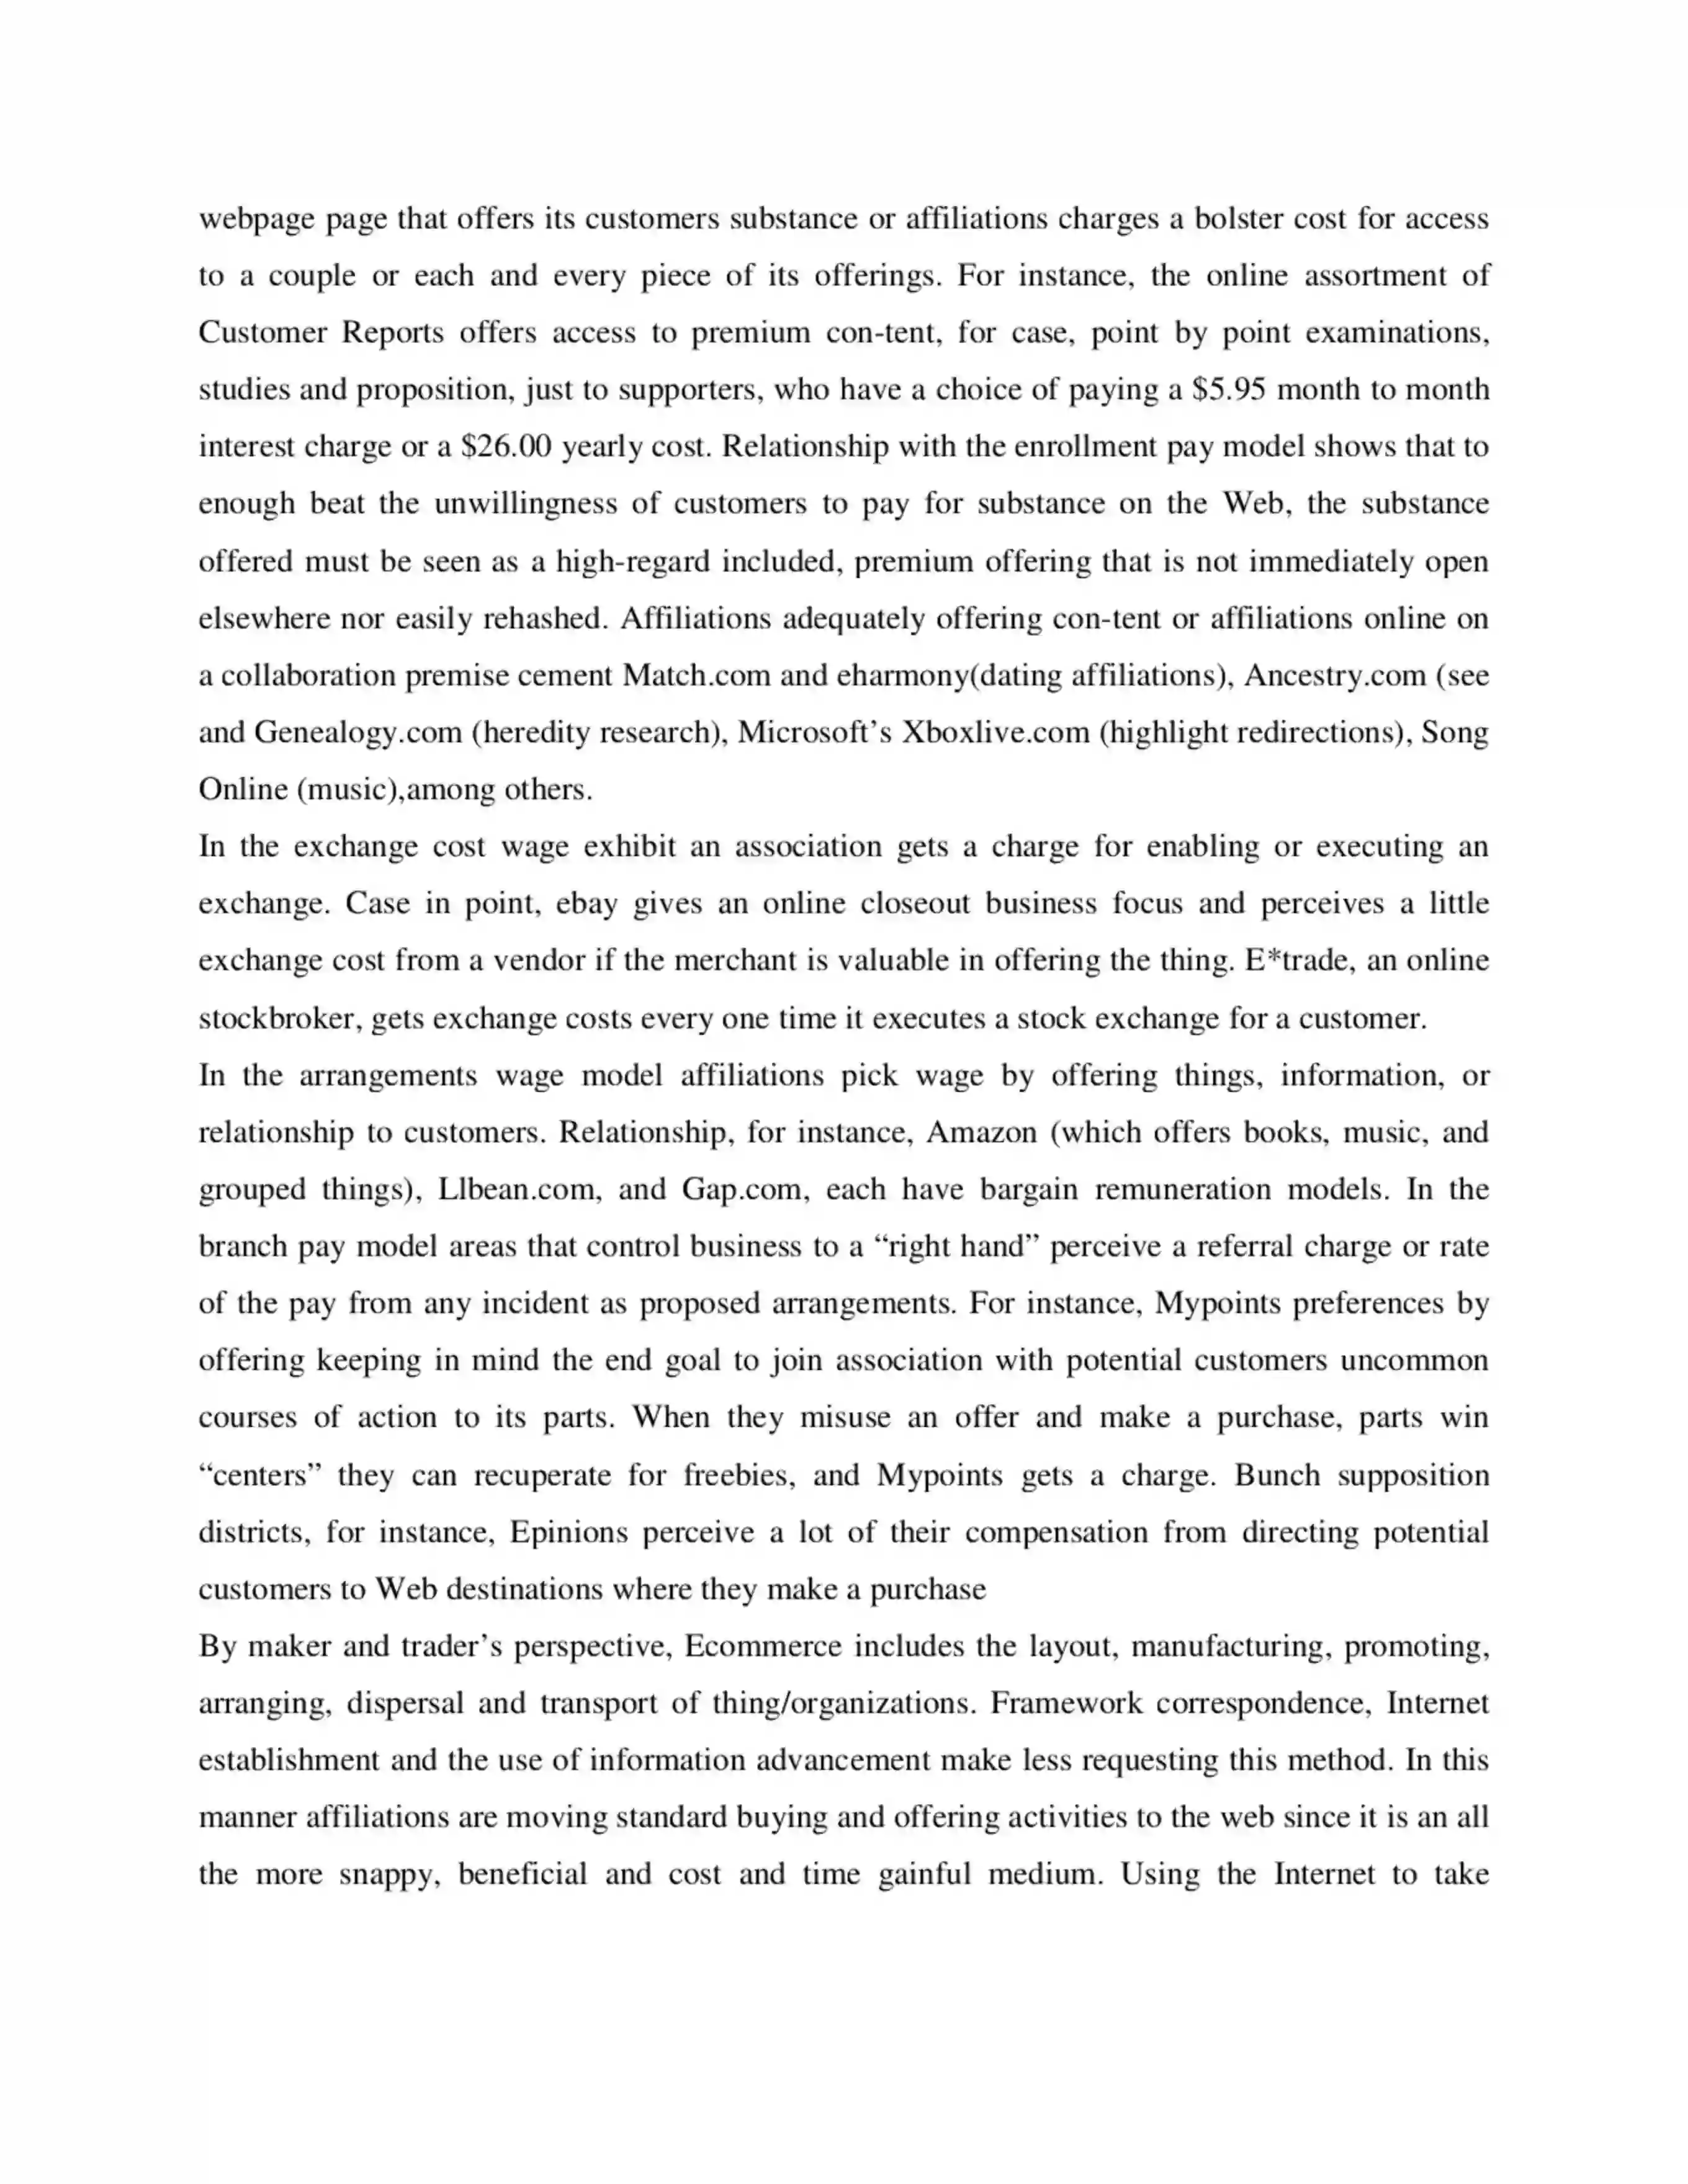 webpage page that offers its customers substance or affiliations charges a bolster cost for access
to a couple or each and every piece of its offerings. For instance, the online assortment of
Customer Reports offers access to premium con-tent, for case, point by point examinations,
studies and proposition, just to supporters, who have a choice of paying a $5.95 month to month
interest charge or a $26.00 yearly cost. Relationship with the enrollment pay model shows that to
enough beat the unwillingness of customers to pay for substance on the Web, the substance
offered must be seen as a high-regard included, premium offering that is not immediately open
elsewhere nor easily rehashed. Affiliations adequately offering con-tent or affiliations online on
a collaboration premise cement Match.com and eharmony(dating affiliations), Ancestry.com (see
and Genealogy.com (heredity research), Microsoft’s Xboxlive.com (highlight redirections), Song
Online (music),among others.
In the exchange cost wage exhibit an association gets a charge for enabling or executing an
exchange. Case in point, ebay gives an online closeout business focus and perceives a little
exchange cost from a vendor if the merchant is valuable in offering the thing. E*trade, an online
stockbroker, gets exchange costs every one time it executes a stock exchange for a customer.
In the arrangements wage model affiliations pick wage by offering things, information, or
relationship to customers. Relationship, for instance, Amazon (which offers books, music, and
grouped things), Llbean.com, and Gap.com, each have bargain remuneration models. In the
branch pay model areas that control business to a “right hand” perceive a referral charge or rate
of the pay from any incident as proposed arrangements. For instance, Mypoints preferences by
offering keeping in mind the end goal to join association with potential customers uncommon
courses of action to its parts. When they misuse an offer and make a purchase, parts win
“centers” they can recuperate for freebies, and Mypoints gets a charge. Bunch supposition
districts, for instance, Epinions perceive a lot of their compensation from directing potential
customers to Web destinations where they make a purchase
By maker and trader’s perspective, Ecommerce includes the layout, manufacturing, promoting,
arranging, dispersal and transport of thing/organizations. Framework correspondence, Internet
establishment and the use of information advancement make less requesting this method. In this
manner affiliations are moving standard buying and offering activities to the web since it is an all
the more snappy, beneficial and cost and time gainful medium. Using the Internet to take